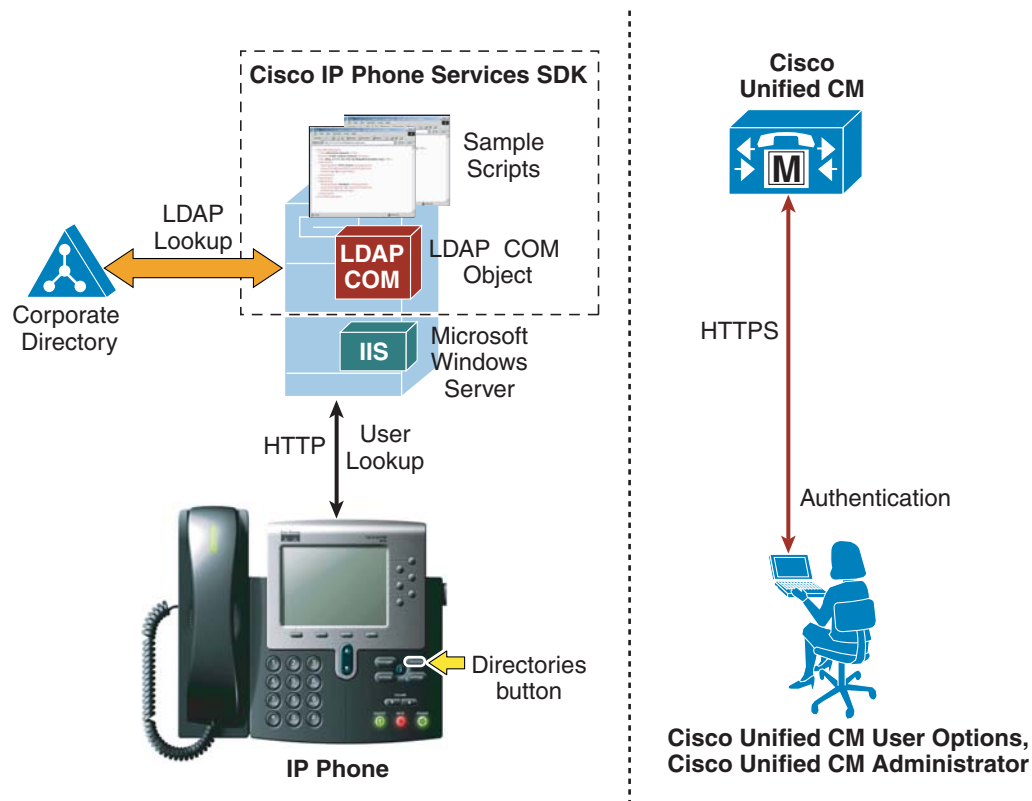 Cisco IP Phone Services SDK
Sample
Scripts
LDAP
Lookup
LDAP
COM
LDAP COM
Object
Corporate
Directory
IIS
Microsoft
Windows
Server
HTTP
User
Lookup
Directories
button
IP Phone
Cisco
Unified CM
M
HTTPS
Authentication
Cisco Unified CM User Options,
Cisco Unified CM Administrator